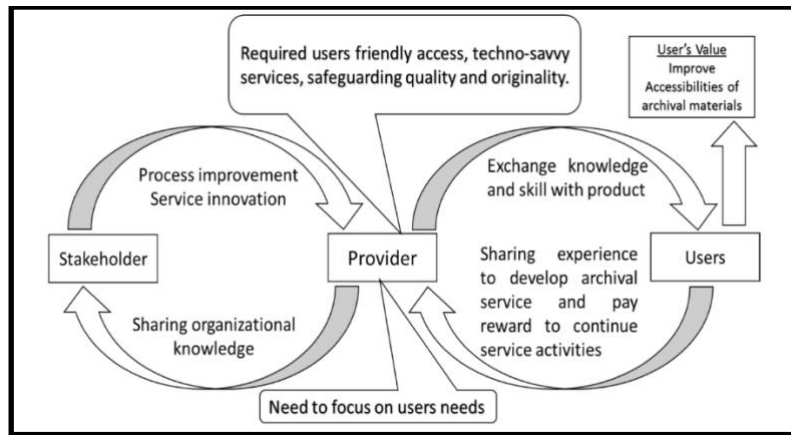 Required users friendly access, techno-savvy
services, safeguarding quality and originality.
User's Value
Improve
Accessibilities of
archival materials
Process improvement
Service innovation
Exchange knowledge
and skill with product
Stakeholder
Provider
Users
Sharing experience
to develop archival
service and pay
reward to continue
service activities
Sharing organizational
knowledge
Need to focus on users needs